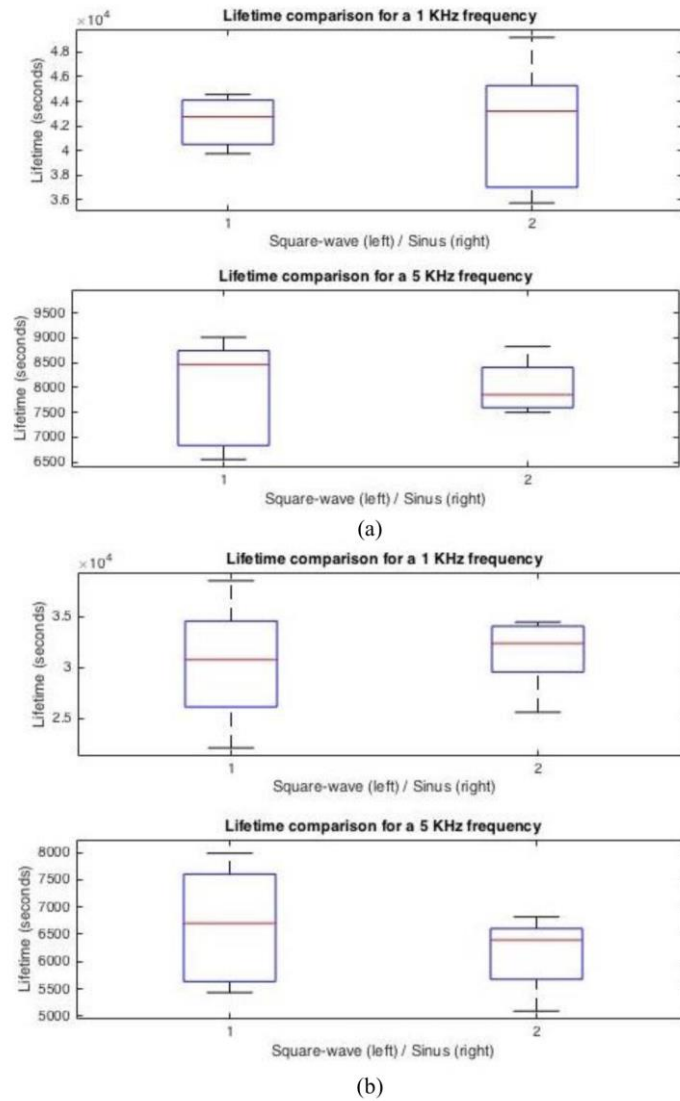 Lifetime comparison for a 1 KHz frequency
×10⁴
4.8
4.6
4.4
4.2
4
3.8
3.6
Lifetime (seconds)
1
2
Square-wave (left) / Sinus (right)
Lifetime comparison for a 5 KHz frequency
9500
9000
8500
8000
7500
7000
6500
Lifetime (seconds)
1
2
Square-wave (left) / Sinus (right)
(a)
Lifetime comparison for a 1 KHz frequency
×10⁴
3.5
3
2.5
Lifetime (seconds)
1
2
Square-wave (left) / Sinus (right)
Lifetime comparison for a 5 KHz frequency
8000
7500
7000
6500
6000
5500
5000
Lifetime (seconds)
1
2
Square-wave (left) / Sinus (right)
(b)